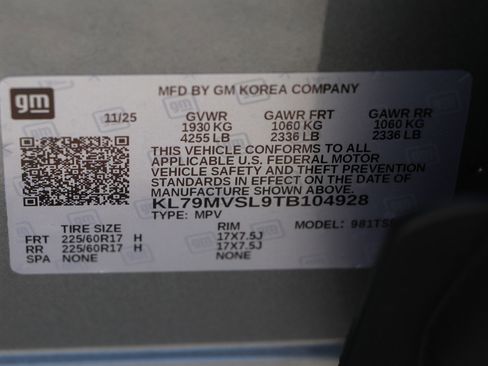 gm
MFD BY GM KOREA COMPANY
11/25 GVWR GAWR FRT GAWR RR
1930 KG 1060 KG 1060 KG
4255 LB 2336 LB 2336 LB
THIS VEHICLE CONFORMS TO ALL
APPLICABLE U.S. FEDERAL MOTOR
VEHICLE SAFETY AND THEFT PREVENTION
STANDARDS IN EFFECT ON THE DATE OF
MANUFACTURE SHOWN ABOVE.
KL79MVSL9TB104928
TYPE: MPV MODEL:
TIRE SIZE RIM
FRT 225/60R17 H 17X7.5J
RR 225/60R17 H 17X7.5J
SPA NONE NONE